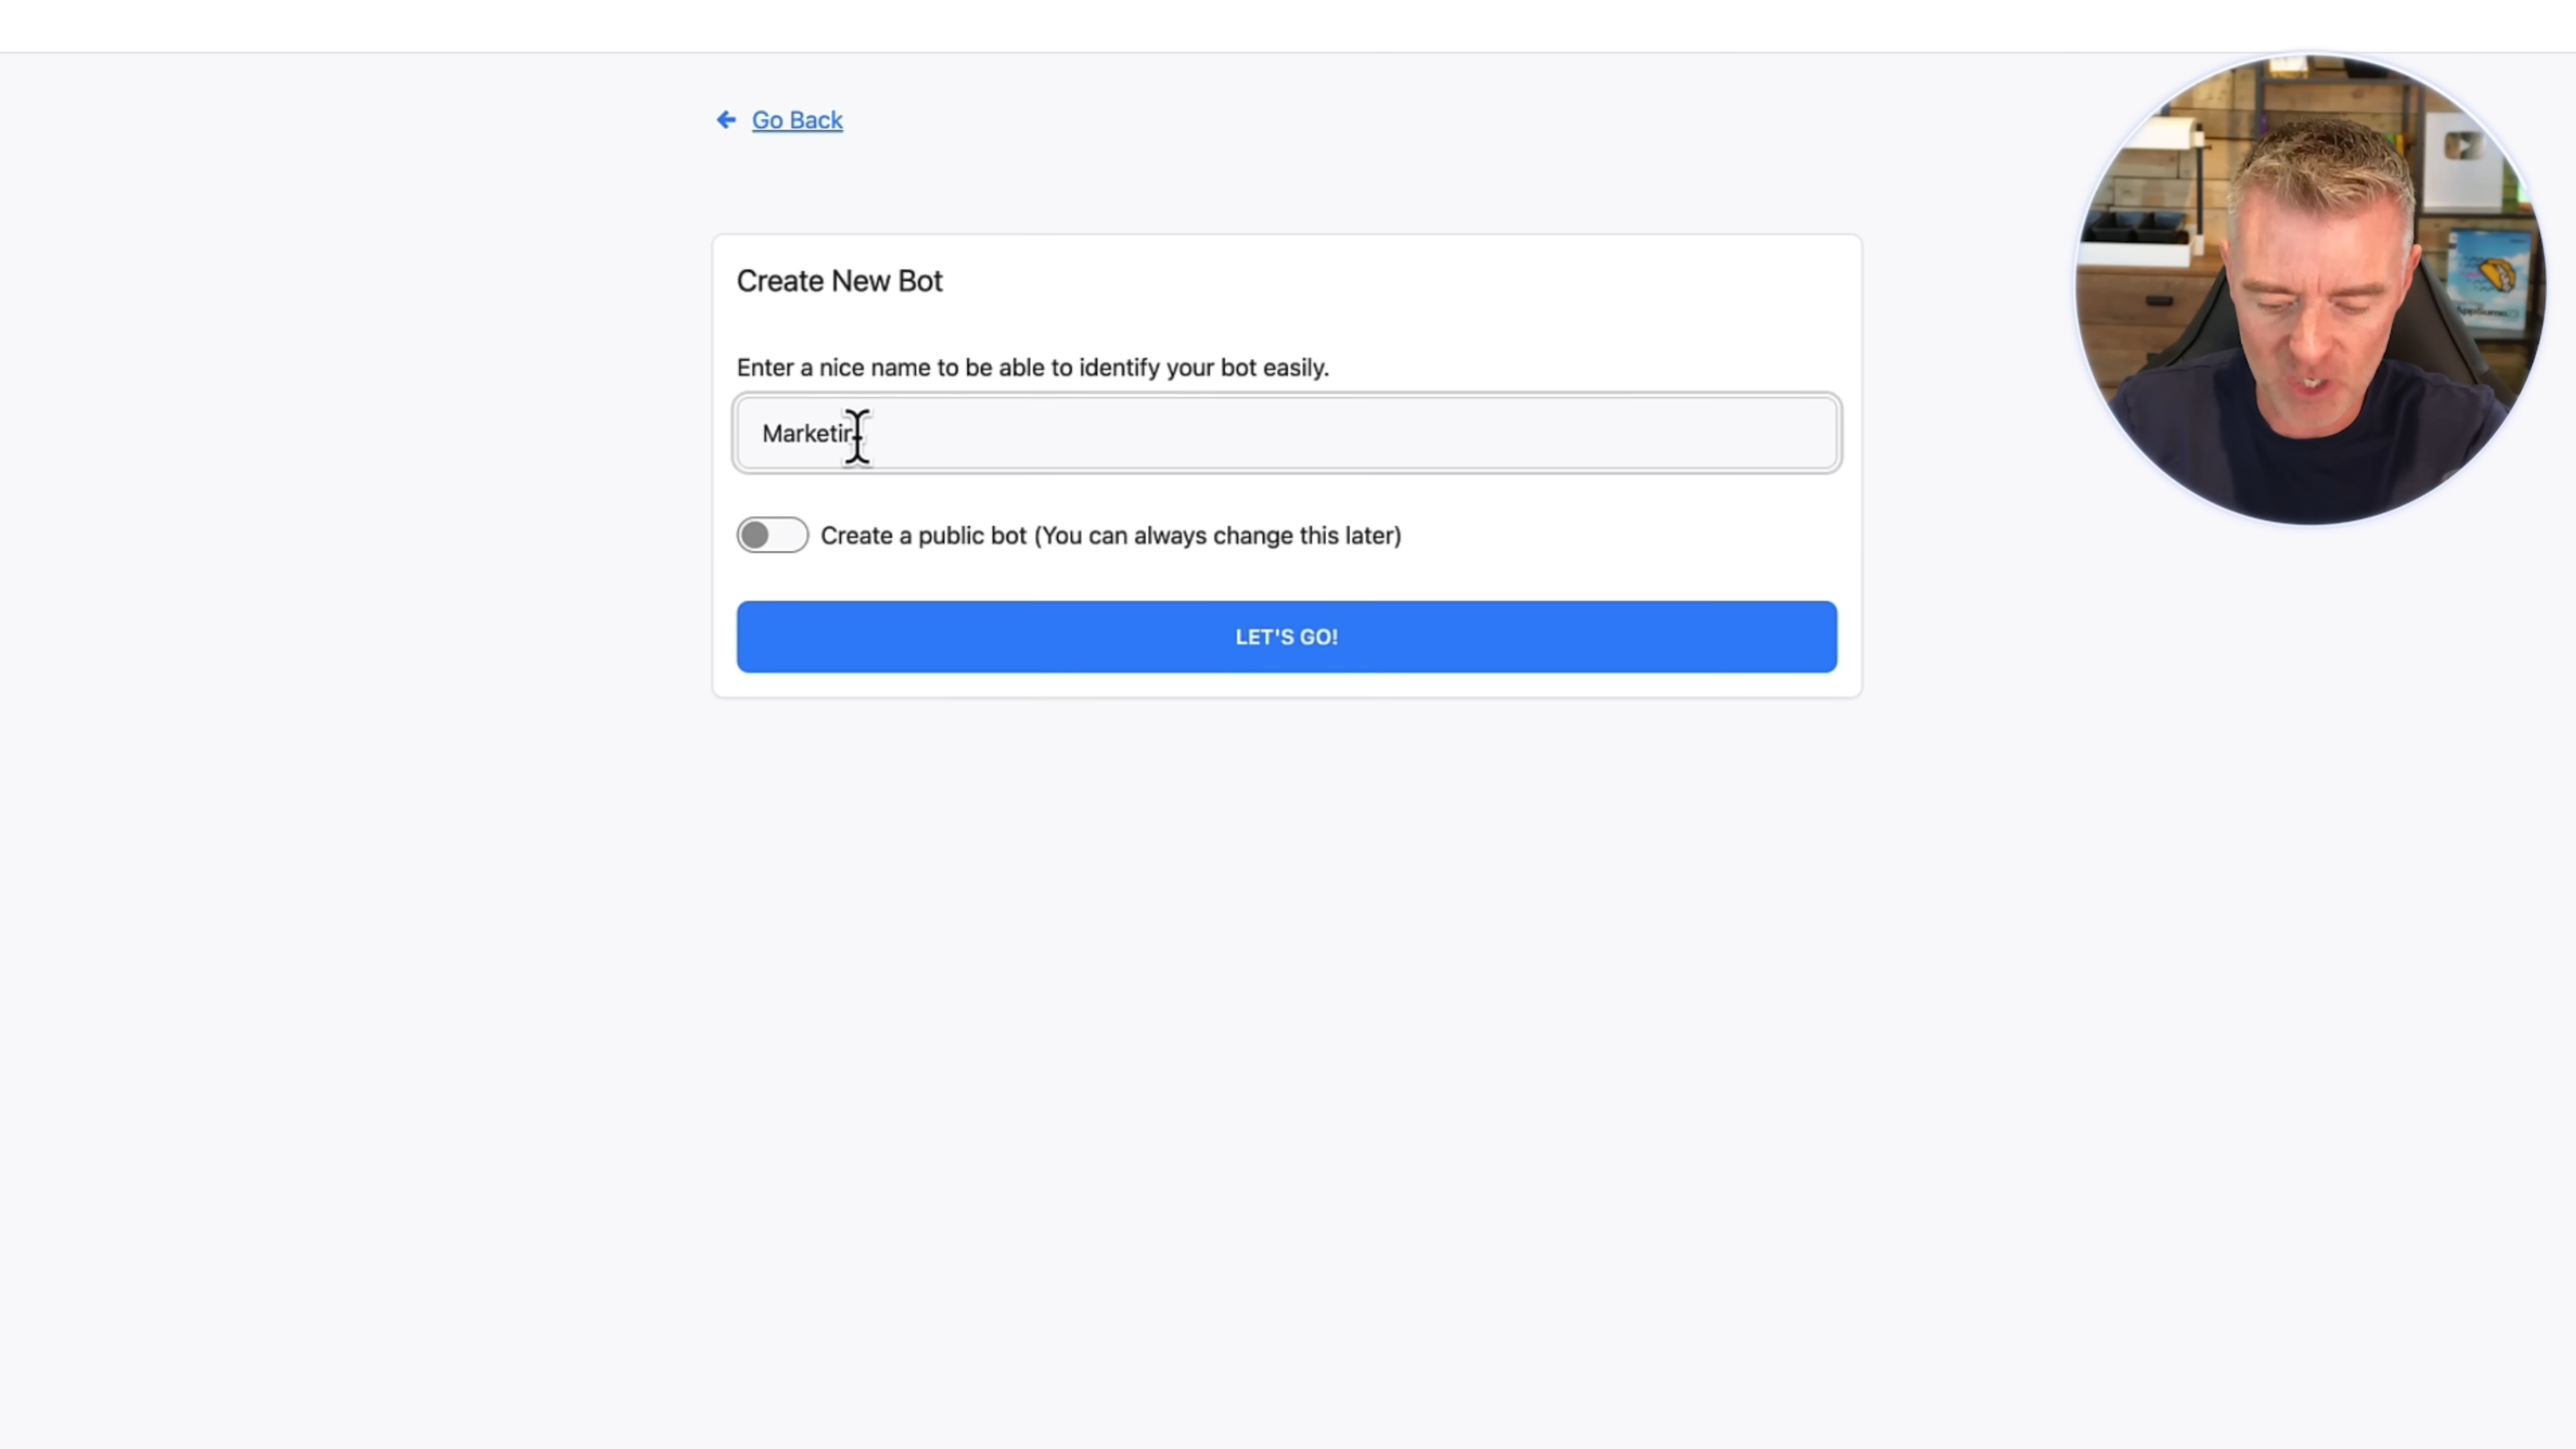 Go Back
Create New Bot
Enter a nice name to be able to identify your bot easily.
Create a public bot (You can always change this later)
LET'S GO!